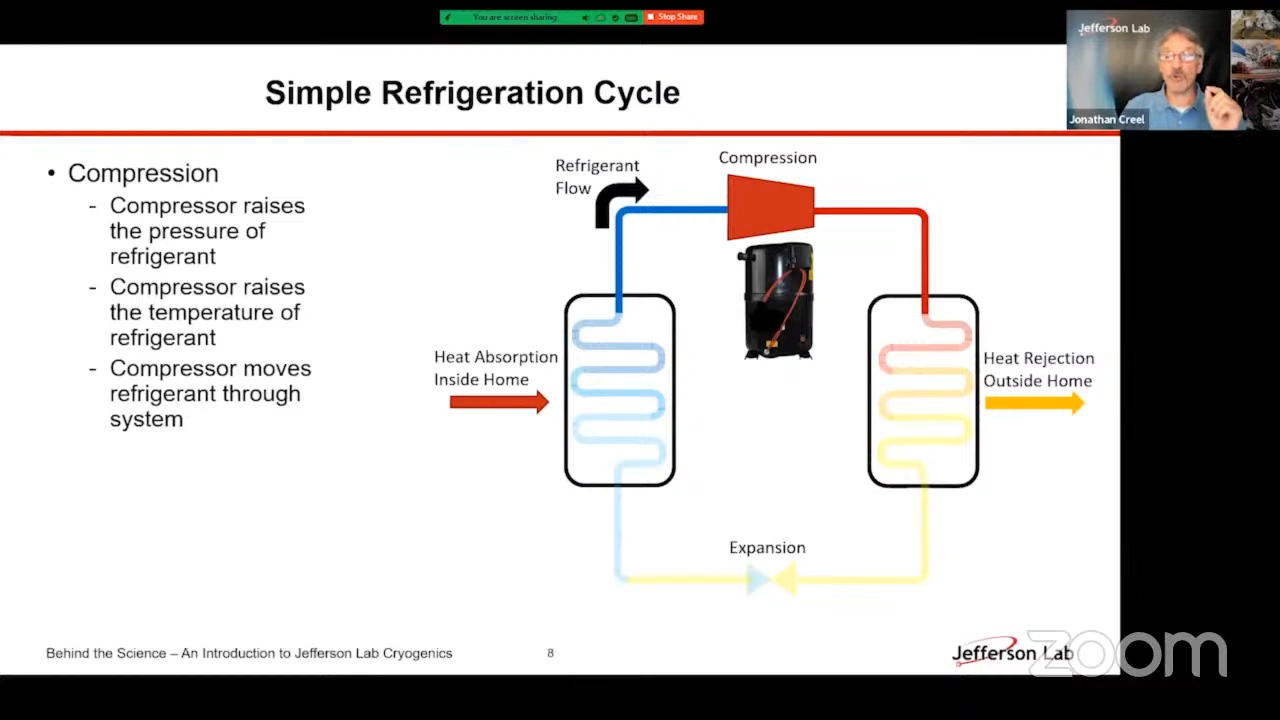 You are screen sharing
Stop Share
Jefferson Lab
Jonathan Creel
Simple Refrigeration Cycle
• Compression
- Compressor raises
the pressure of
refrigerant
- Compressor raises
the temperature of
refrigerant
- Compressor moves
refrigerant through
system
Refrigerant
Flow
Compression
Heat Absorption
Inside Home
Heat Rejection
Outside Home
Expansion
Behind the Science – An Introduction to Jefferson Lab Cryogenics
8
Jefferson Lab
zoom